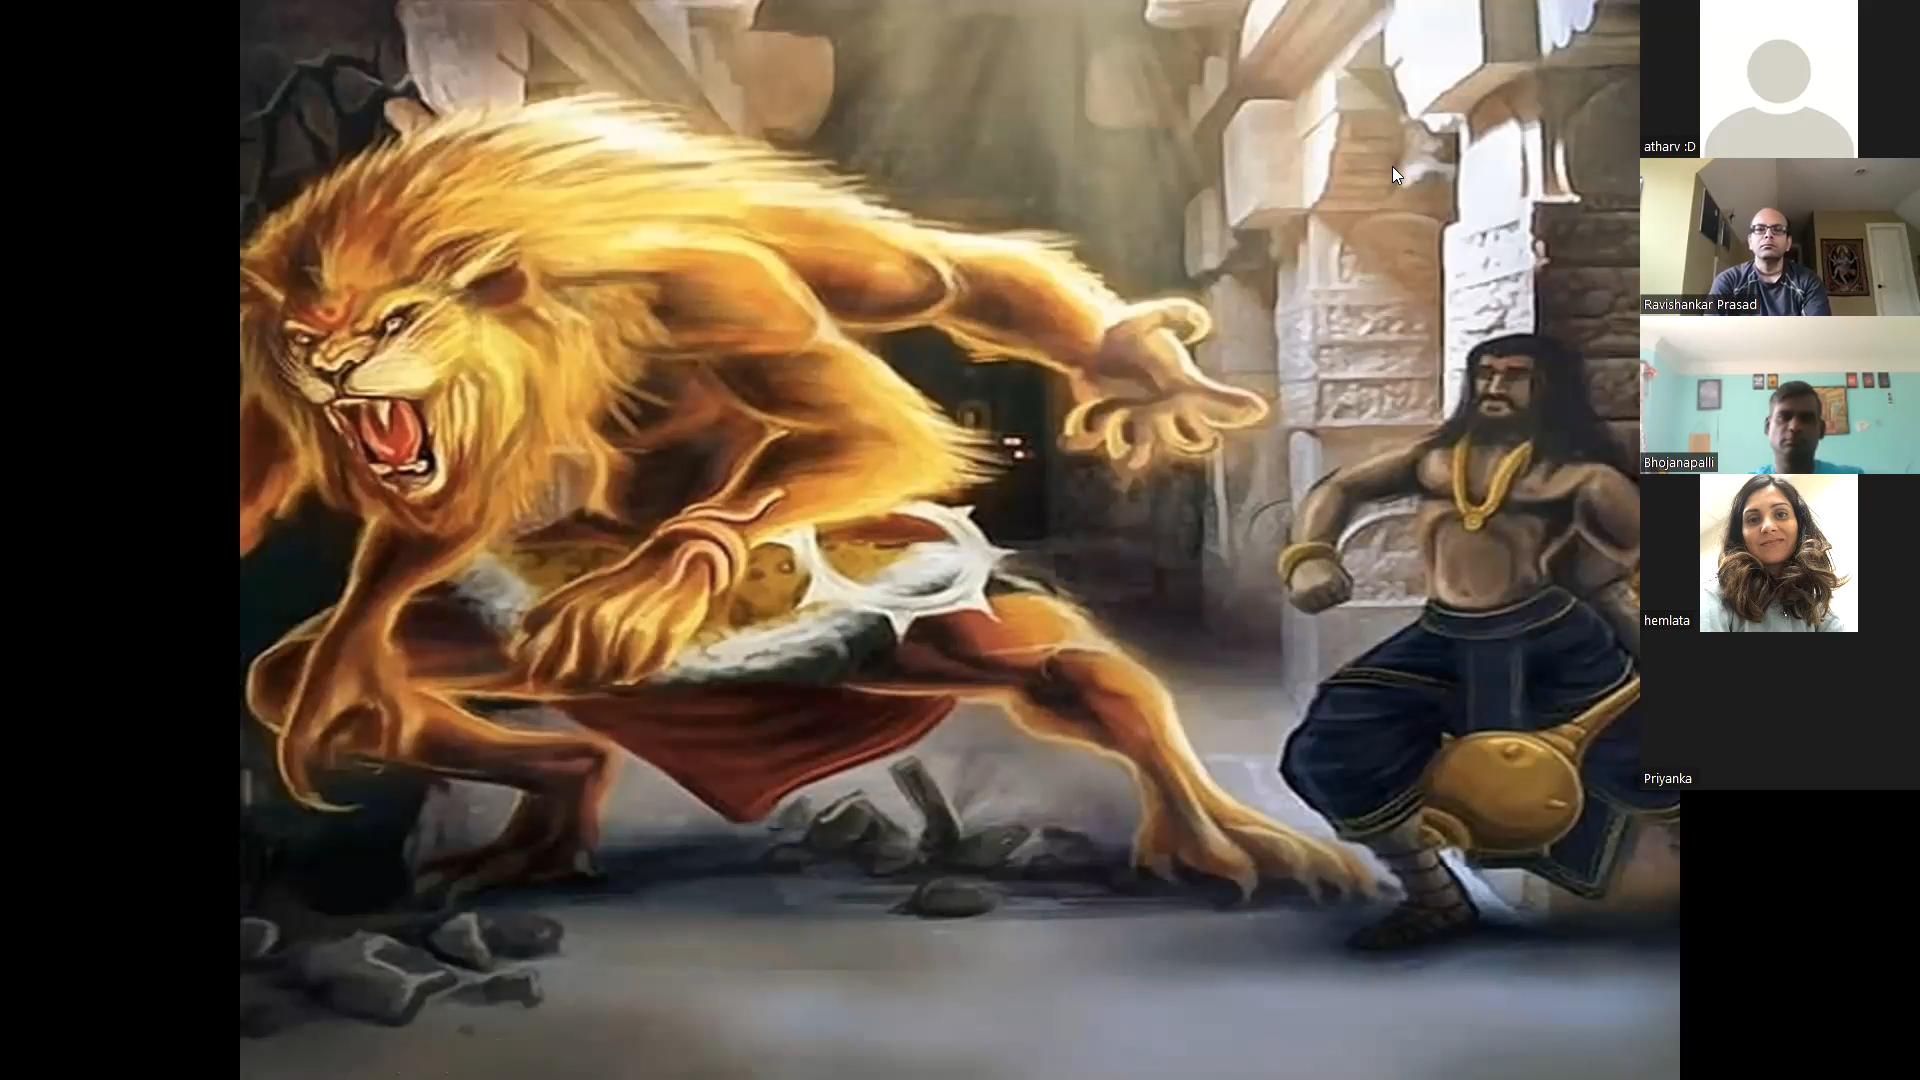 atharv :D
Ravishankar Prasad
Bhojanapalli
hemlata
Priyanka